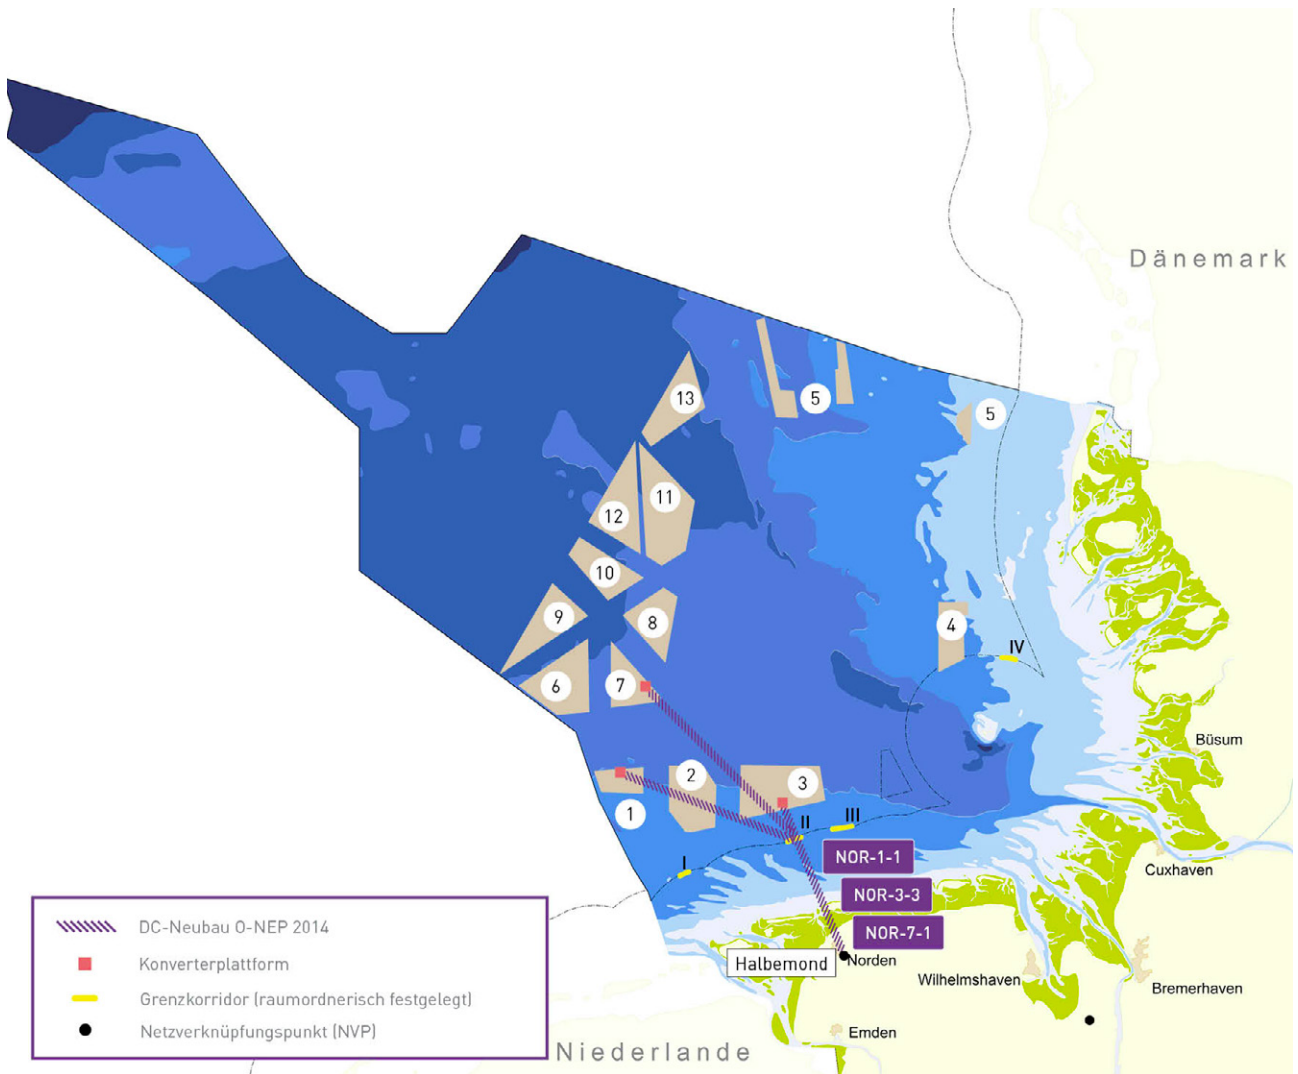 Dänemark
13
5
5
11
12
10
9
8
4
IV
6
7
Büsum
2
3
1
II
III
I
NOR-1-1
Cuxhaven
NOR-3-3
NOR-7-1
Halbemond
Norden
Wilhelmshaven
Bremerhaven
Emden
Niederlande
DC-Neubau O-NEP 2014
Konverterplattform
Grenzkorridor (raumordnerisch festgelegt)
Netzverknüpfungspunkt (NVP)